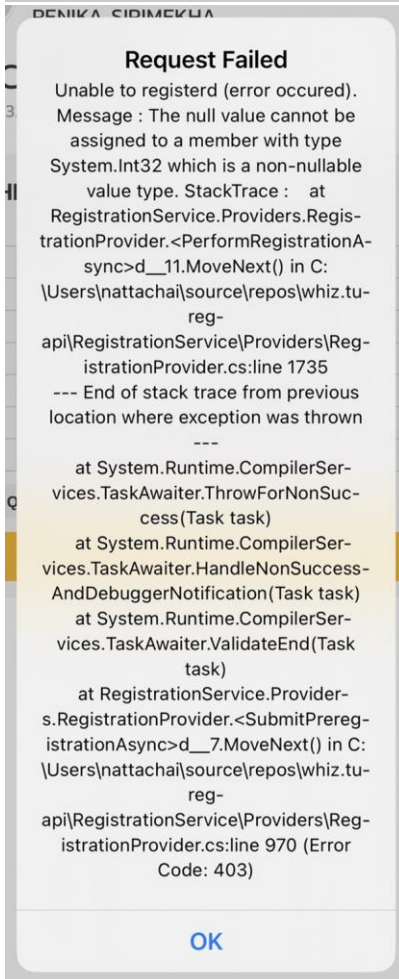 PENIKA SIRIMEKHA
Request Failed
Unable to registerd (error occured).
Message : The null value cannot be
assigned to a member with type
System.Int32 which is a non-nullable
value type. StackTrace :    at
RegistrationService.Providers.Regis-
trationProvider.<PerformRegistrationA-
sync>d__11.MoveNext() in C:
\Users\nattachai\source\repos\whiz.tu-
reg-
api\RegistrationService\Providers\Reg-
istrationProvider.cs:line 1735
--- End of stack trace from previous
location where exception was thrown
---
at System.Runtime.CompilerSer-
vices.TaskAwaiter.ThrowForNonSuc-
cess(Task task)
at System.Runtime.CompilerSer-
vices.TaskAwaiter.HandleNonSuccess-
AndDebuggerNotification(Task task)
at System.Runtime.CompilerSer-
vices.TaskAwaiter.ValidateEnd(Task
task)
at RegistrationService.Provider-
s.RegistrationProvider.<SubmitPrereg-
istrationAsync>d__7.MoveNext() in C:
\Users\nattachai\source\repos\whiz.tu-
reg-
api\RegistrationService\Providers\Reg-
istrationProvider.cs:line 970 (Error
Code: 403)
OK